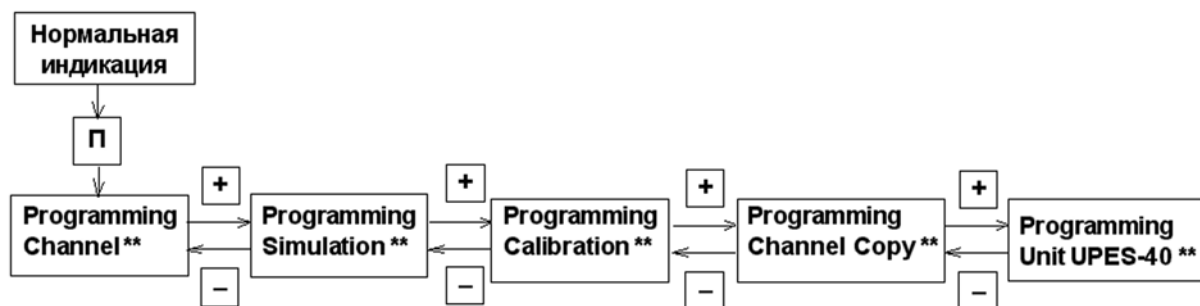 Нормальная
индикация
П
+
+
+
+
Programming
Channel **
Programming
Simulation **
Programming
Calibration **
Programming
Channel Copy **
Programming
Unit UPES-40 **
–
–
–
–